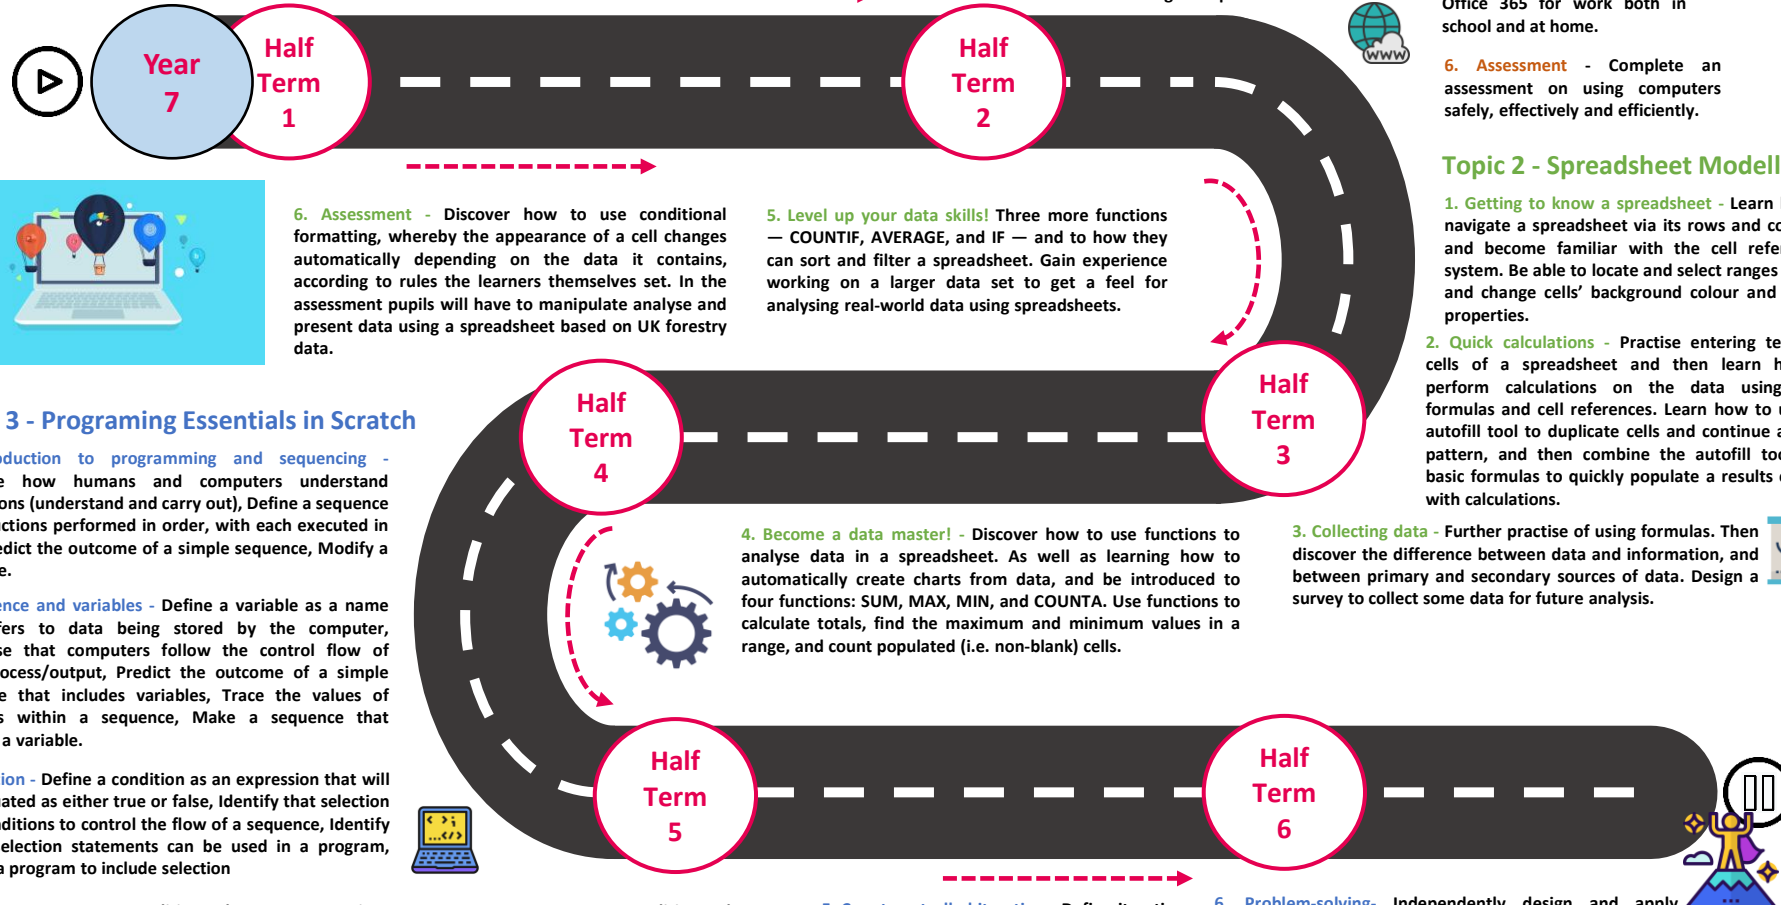 Year
7
Half
Term
1
Half
Term
2
Office 365 for work both in
school and at home.
6. Assessment - Complete an
assessment on using computers
safely, effectively and efficiently.
Topic 2 - Spreadsheet Modell
1. Getting to know a spreadsheet - Learn
navigate a spreadsheet via its rows and co
and become familiar with the cell refer
system. Be able to locate and select ranges
and change cells' background colour and
properties.
2. Quick calculations - Practise entering te
cells of a spreadsheet and then learn h
perform calculations on the data using
formulas and cell references. Learn how to u
autofill tool to duplicate cells and continue a
pattern, and then combine the autofill too
basic formulas to quickly populate a results
with calculations.
3. Collecting data - Further practise of using formulas. Then
discover the difference between data and information, and
between primary and secondary sources of data. Design a
survey to collect some data for future analysis.
Half
Term
3
5. Level up your data skills! Three more functions
— COUNTIF, AVERAGE, and IF — and to how they
can sort and filter a spreadsheet. Gain experience
working on a larger data set to get a feel for
analysing real-world data using spreadsheets.
6. Assessment - Discover how to use conditional
formatting, whereby the appearance of a cell changes
automatically depending on the data it contains,
according to rules the learners themselves set. In the
assessment pupils will have to manipulate analyse and
present data using a spreadsheet based on UK forestry
data.
Half
Term
4
4. Become a data master! - Discover how to use functions to
analyse data in a spreadsheet. As well as learning how to
automatically create charts from data, and be introduced to
four functions: SUM, MAX, MIN, and COUNTA. Use functions to
calculate totals, find the maximum and minimum values in a
range, and count populated (i.e. non-blank) cells.
3 - Programing Essentials in Scratch
oduction to programming and sequencing -
e how humans and computers understand
ons (understand and carry out), Define a sequence
uctions performed in order, with each executed in
edict the outcome of a simple sequence, Modify a
e.
ence and variables - Define a variable as a name
fers to data being stored by the computer,
se that computers follow the control flow of
rocess/output, Predict the outcome of a simple
e that includes variables, Trace the values of
s within a sequence, Make a sequence that
a variable.
ion - Define a condition as an expression that will
uated as either true or false, Identify that selection
nditions to control the flow of a sequence, Identify
election statements can be used in a program,
a program to include selection
Half
Term
5
Half
Term
6
6. Problem-solving- Independently design and apply
WWW